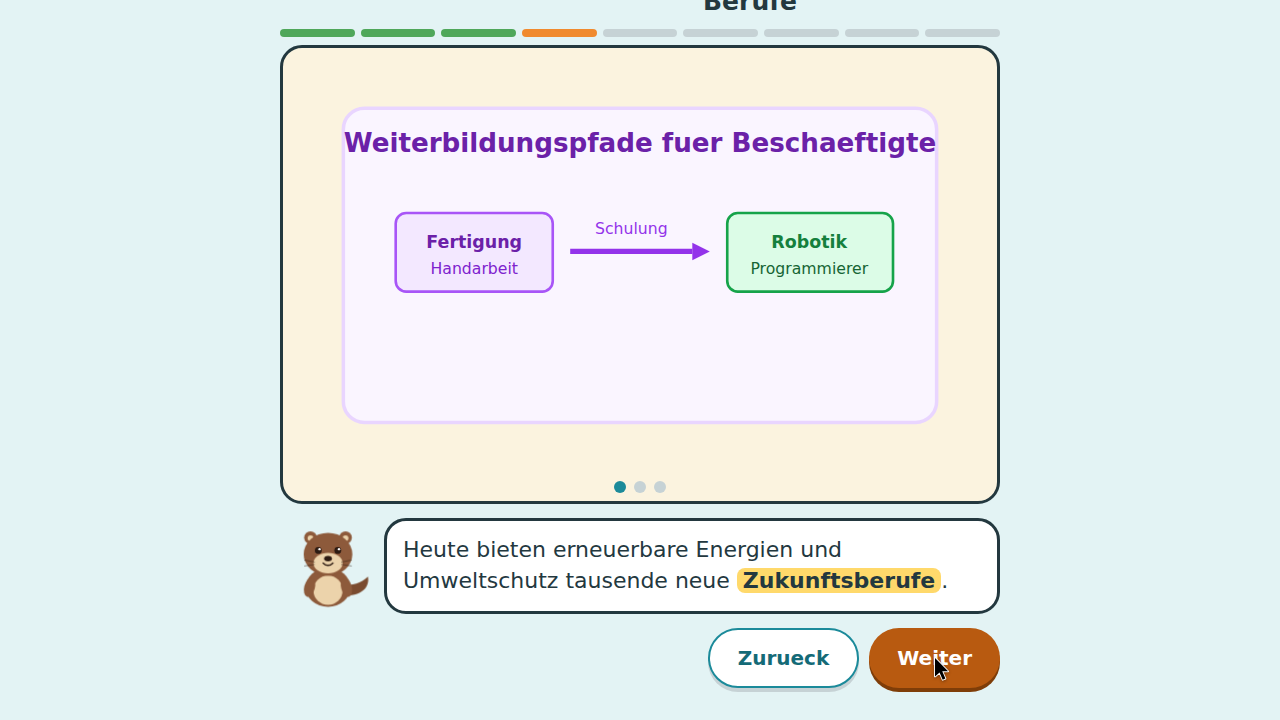 Berufe
Weiterbildungspfade fuer Beschaeftigte
Schulung
Fertigung
Handarbeit
Robotik
Programmierer
Heute bieten erneuerbare Energien und
Umweltschutz tausende neue Zukunftsberufe.
Zurueck
Weiter